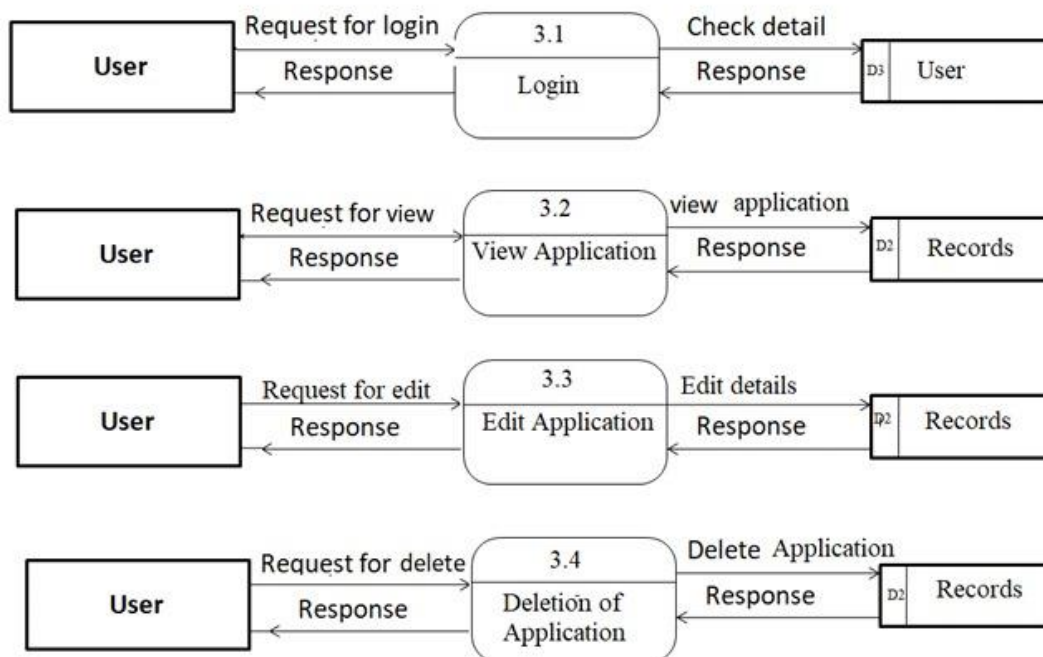 Request for login
3.1
Check detail
User
Response
Login
Response
D3
User
Request for view
3.2
view application
User
Response
View Application
Response
D2
Records
Request for edit
3.3
Edit details
User
Response
Edit Application
Response
D2
Records
Request for delete
3.4
Delete Application
User
Response
Deletion of
Application
Response
D2
Records